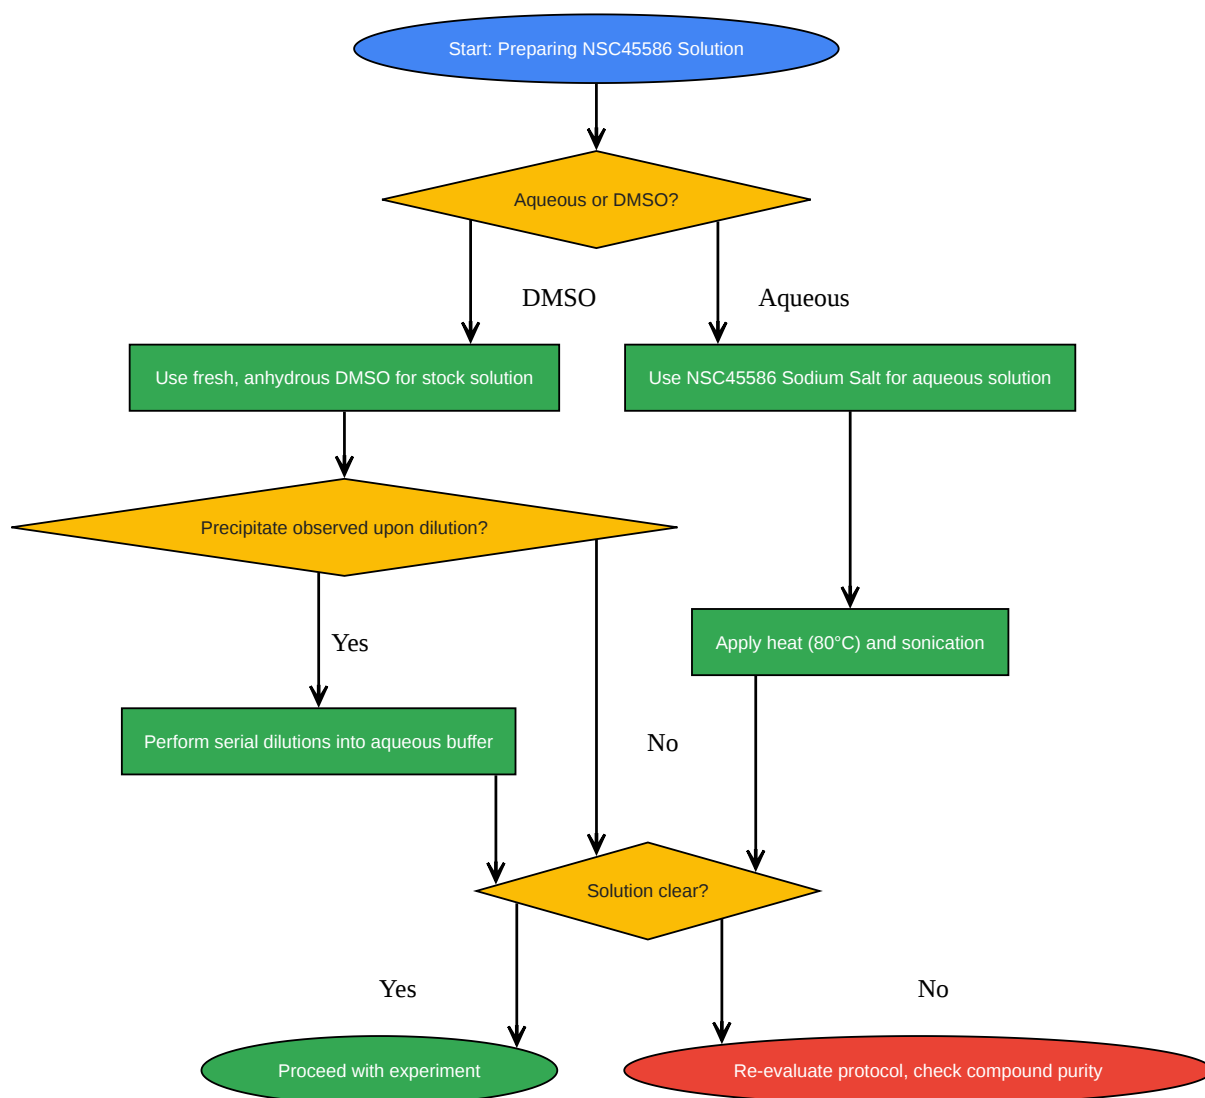 Start: Preparing NSC45586 Solution
Aqueous or DMSO?
DMSO
Aqueous
Use fresh, anhydrous DMSO for stock solution
Use NSC45586 Sodium Salt for aqueous solution
Precipitate observed upon dilution?
Yes
Apply heat (80°C) and sonication
Perform serial dilutions into aqueous buffer
No
Solution clear?
Yes
No
Proceed with experiment
Re-evaluate protocol, check compound purity